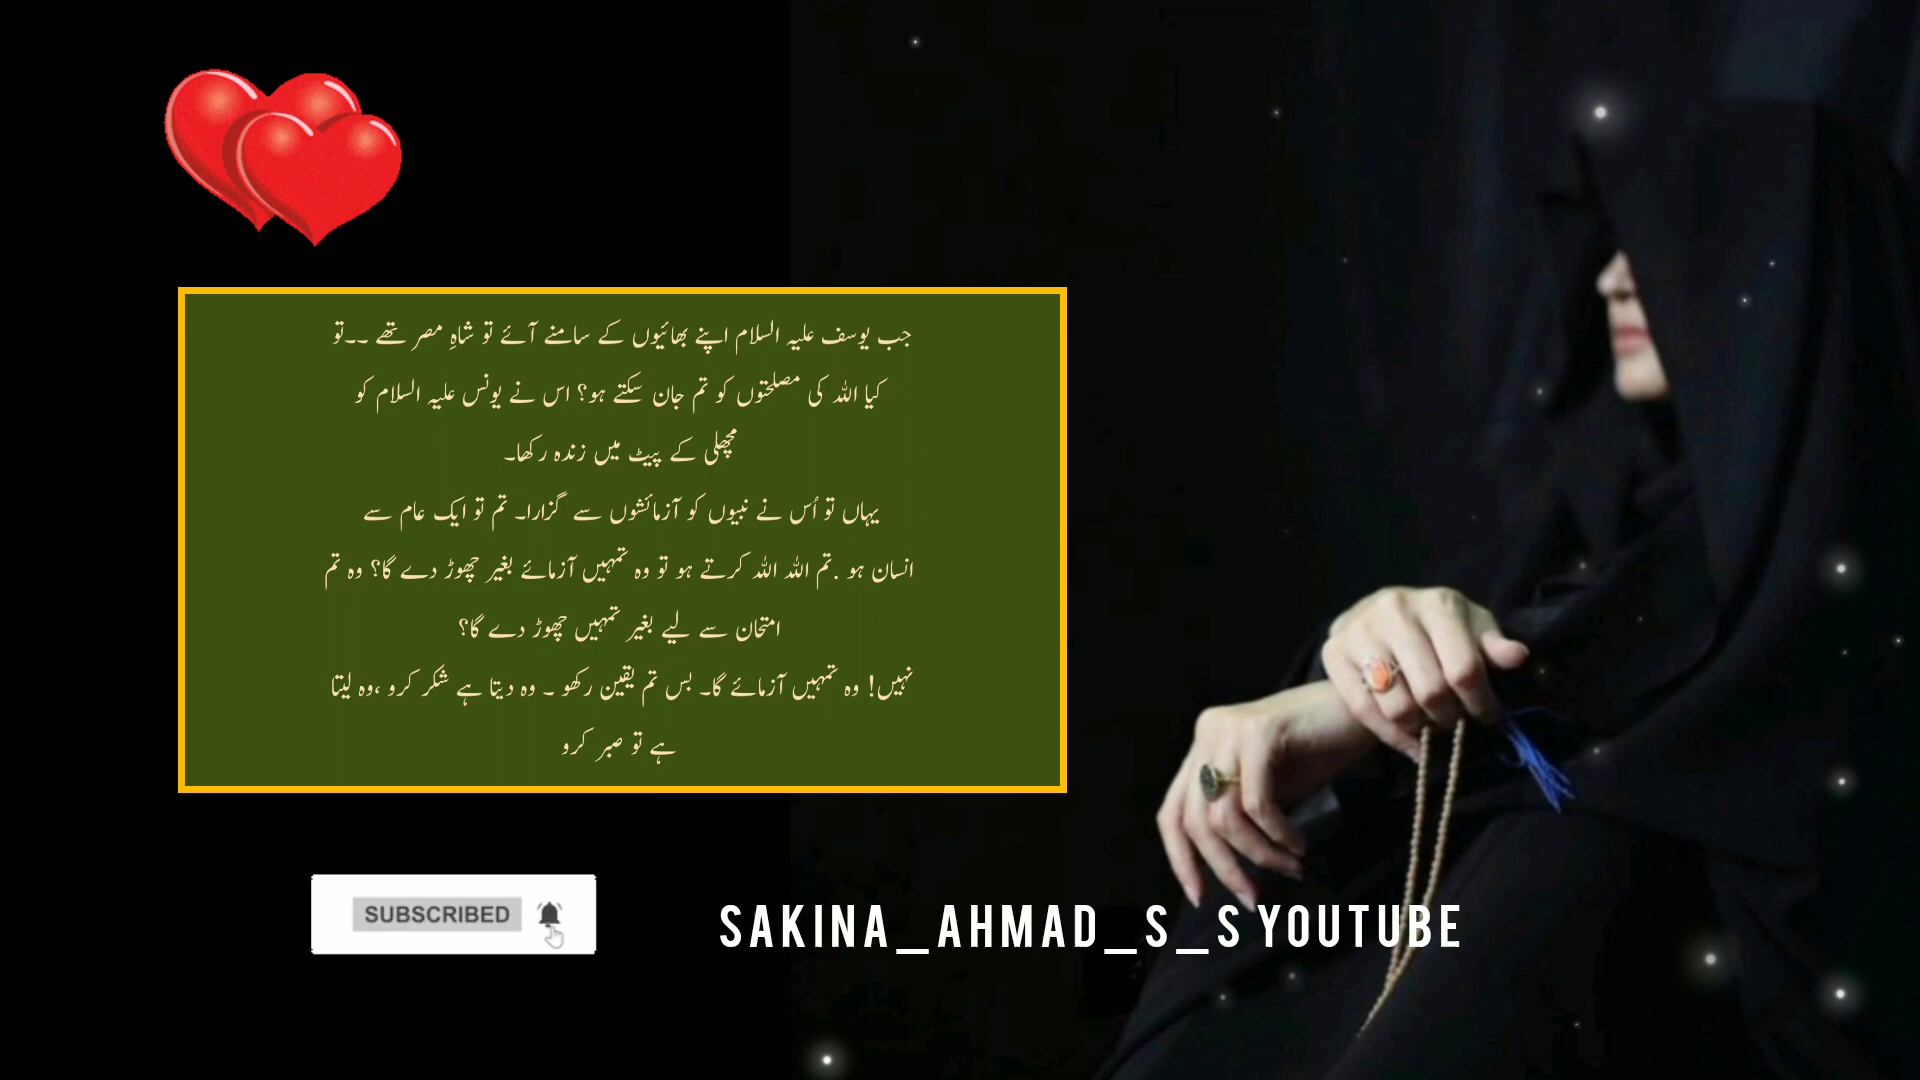 جب یوسف علیہ السلام اپنے بھائیوں کے سامنے آئے تو شاہِ مصر تھے ۔۔تو
کیا اللہ کی مصلحتوں کو تم جان سکتے ہو؟ اس نے یونس علیہ السلام کو
مچھلی کے پیٹ میں زندہ رکھا۔
یہاں تو اُس نے نبیوں کو آزمائشوں سے گزارا۔ تم تو ایک عام سے
انسان ہو .تم اللہ اللہ کرتے ہو تو وہ تمہیں آزمائے بغیر چھوڑ دے گا؟ وہ تم
امتحان سے لیے بغیر تمہیں چھوڑ دے گا؟
نہیں! وہ تمہیں آزمائے گا۔ بس تم یقین رکھو ۔ وہ دیتا ہے شکر کرو ،وہ لیتا
ہے تو صبر کرو
SUBSCRIBED
SAKINA_AHMAD_S_S YOUTUBE